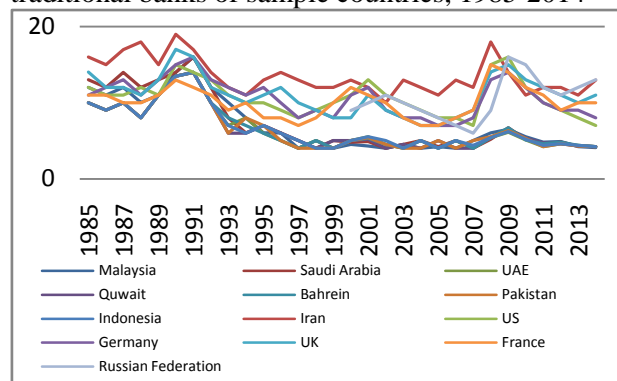 traditional banks of sample countries, 1985-2014
20
0
1985
1987
1989
1991
1993
1995
1997
1999
2001
2003
2005
2007
2009
2011
2013
Malaysia Saudi Arabia UAE
Quwait Bahrein Pakistan
Indonesia Iran US
Germany UK France
Russian Federation